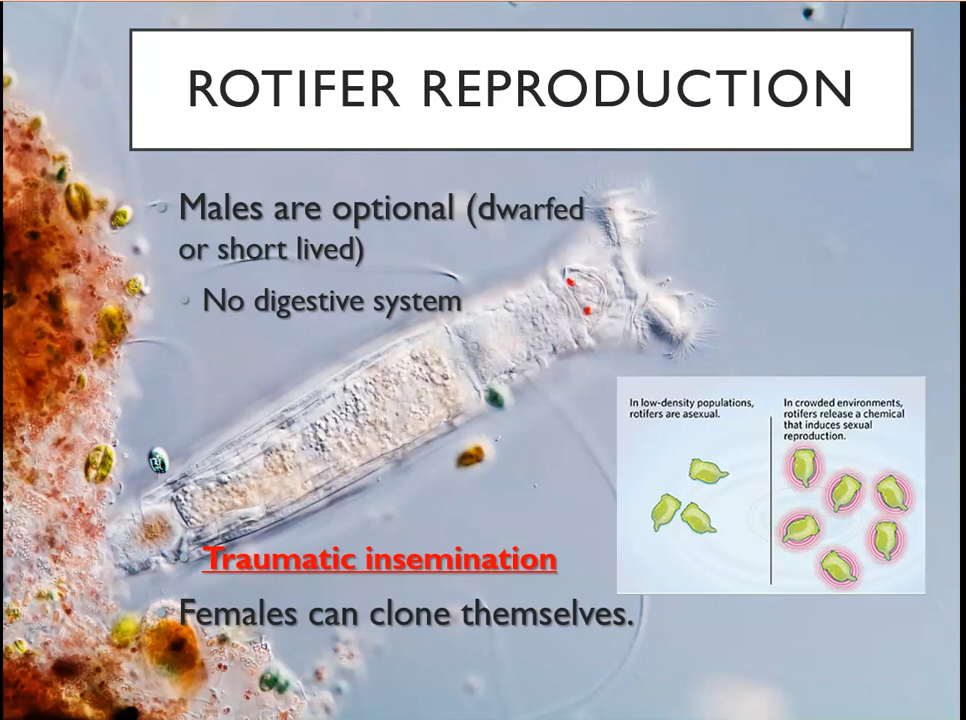 ROTIFER REPRODUCTION
Males are optional (dwarfed
or short lived)
No digestive system
In low-density populations,
rotifers are asexual.
In crowded environments,
rotifers release a chemical
that induces sexual
reproduction.
Traumatic insemination
Females can clone themselves.